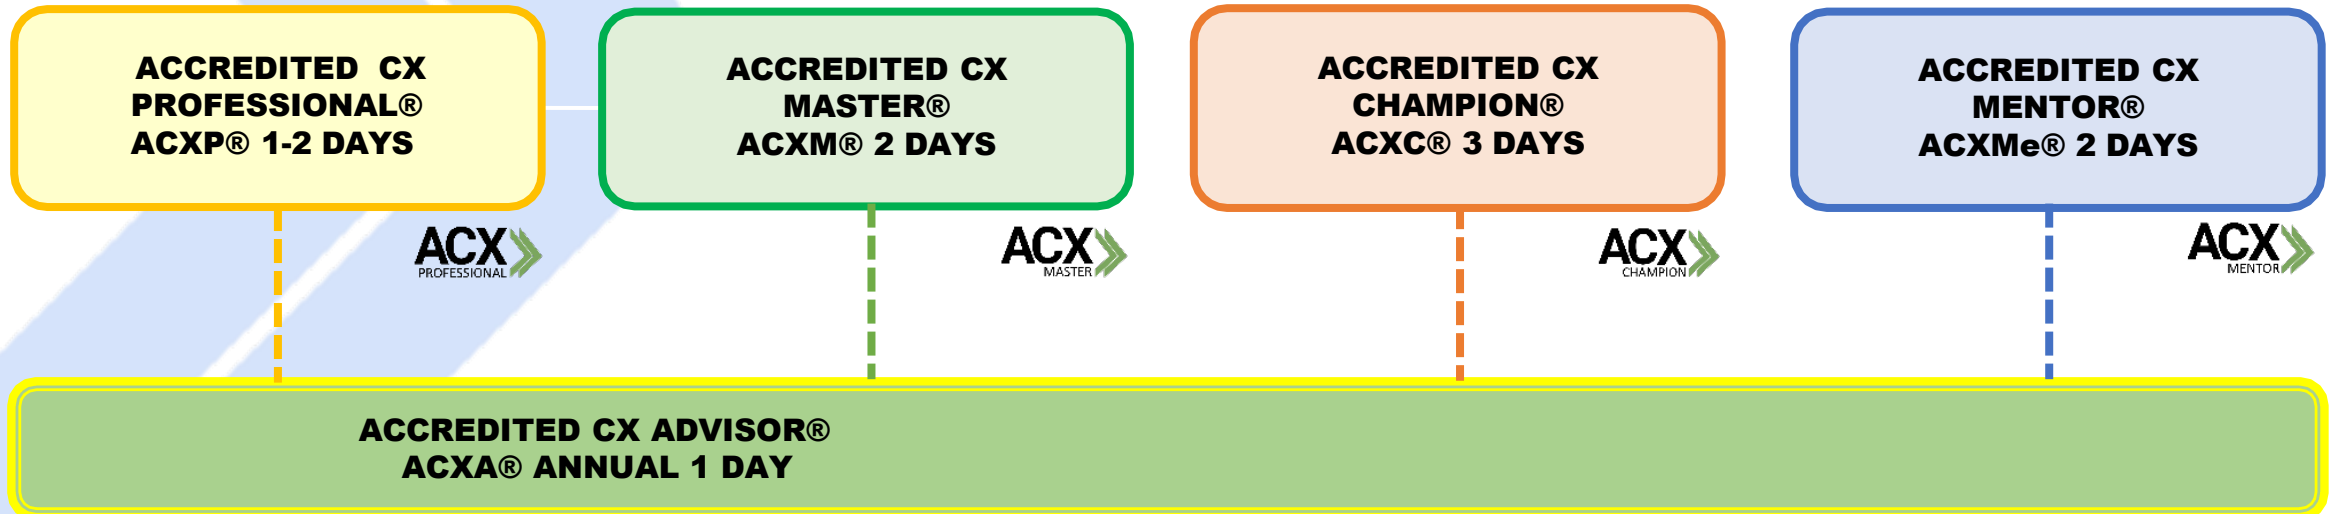 ACCREDITED CX
PROFESSIONAL®
ACXP® 1-2 DAYS
ACCREDITED CX
MASTER®
ACXM® 2 DAYS
ACCREDITED CX
CHAMPION®
ACXC® 3 DAYS
ACCREDITED CX
MENTOR®
ACXMe® 2 DAYS
ACX
PROFESSIONAL
ACX
MASTER
ACX
CHAMPION
ACX
MENTOR
ACCREDITED CX ADVISOR®
ACXA® ANNUAL 1 DAY